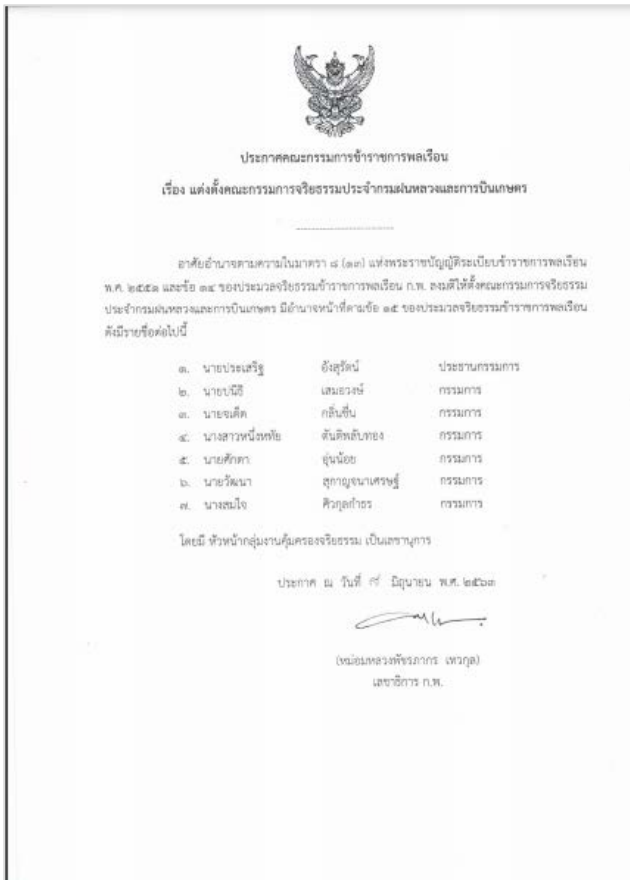 ประกาศคณะกรรมการข้าราชการพลเรือน
เรื่อง แต่งตั้งคณะกรรมการจริยธรรมประจำกรมฝนหลวงและการบินเกษตร
อาศัยอำนาจตามความในมาตรา ๘ (๑๓) แห่งพระราชบัญญัติระเบียบข้าราชการพลเรือน
พ.ศ. ๒๕๕๑ และข้อ ๑๔ ของประมวลจริยธรรมข้าราชการพลเรือน ก.พ. ลงมติให้ตั้งคณะกรรมการจริยธรรม
ประจำกรมฝนหลวงและการบินเกษตร มีอำนาจหน้าที่ตามข้อ ๑๕ ของประมวลจริยธรรมข้าราชการพลเรือน
ดังมีรายชื่อต่อไปนี้
๑. นายประเสริฐ อังสุรัตน์ ประธานกรรมการ
๒. นายปนิธิ เสมอวงษ์ กรรมการ
๓. นายจเด็ด กลิ่นชื่น กรรมการ
๔. นางสาวหนึ่งหทัย ตันติพลับทอง กรรมการ
๕. นายศักดา อุ่นน้อย กรรมการ
๖. นายวัฒนา สุกาญจนาเศรษฐ์ กรรมการ
๗. นางสมใจ ศิวกุลกำธร กรรมการ
โดยมี หัวหน้ากลุ่มงานคุ้มครองจริยธรรม เป็นเลขานุการ
ประกาศ ณ วันที่ ๙ มิถุนายน พ.ศ. ๒๕๖๓
(หม่อมหลวงพัชรภากร เทวกุล)
เลขาธิการ ก.พ.